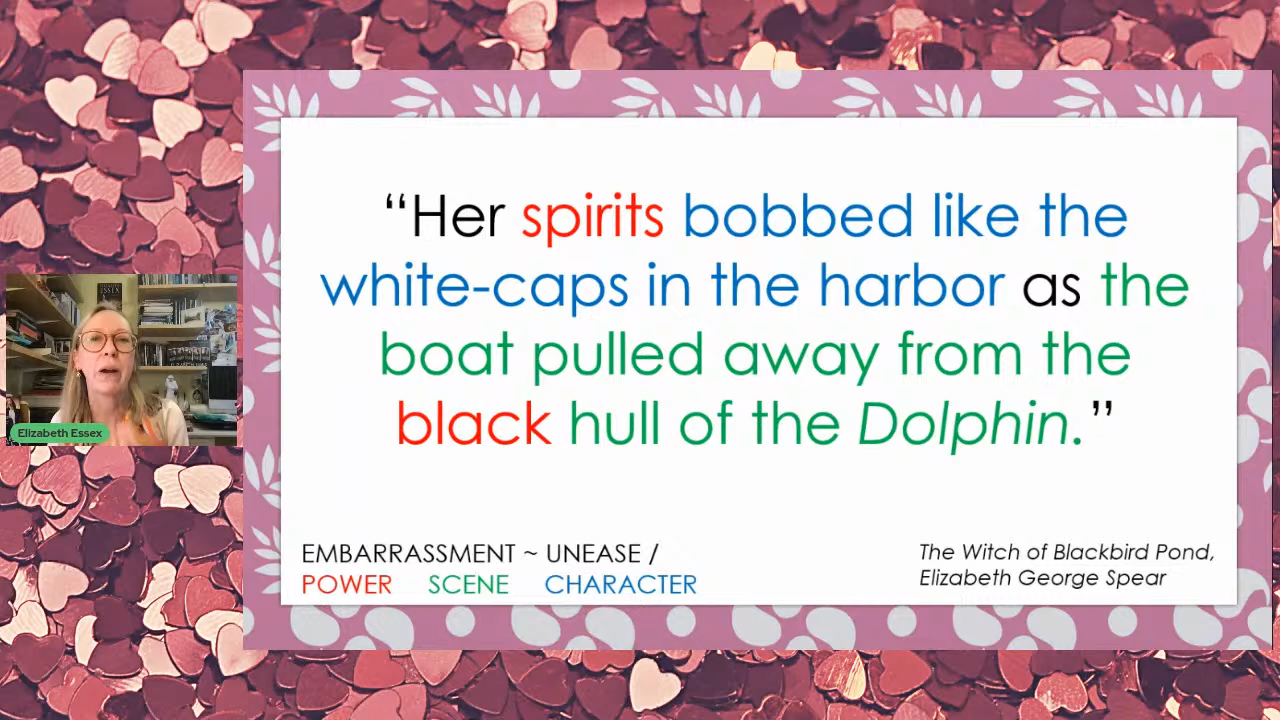 “Her spirits bobbed like the
white-caps in the harbor as the
boat pulled away from the
black hull of the Dolphin.”
EMBARRASSMENT ~ UNEASE /
POWER SCENE CHARACTER
The Witch of Blackbird Pond,
Elizabeth George Spear
Elizabeth Essex
ESSEX